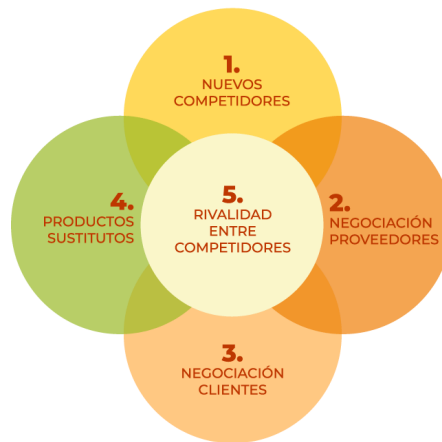 1.
NUEVOS
COMPETIDORES
4.
PRODUCTOS
SUSTITUTOS
5.
RIVALIDAD
ENTRE
COMPETIDORES
2.
NEGOCIACIÓN
PROVEEDORES
3.
NEGOCIACIÓN
CLIENTES